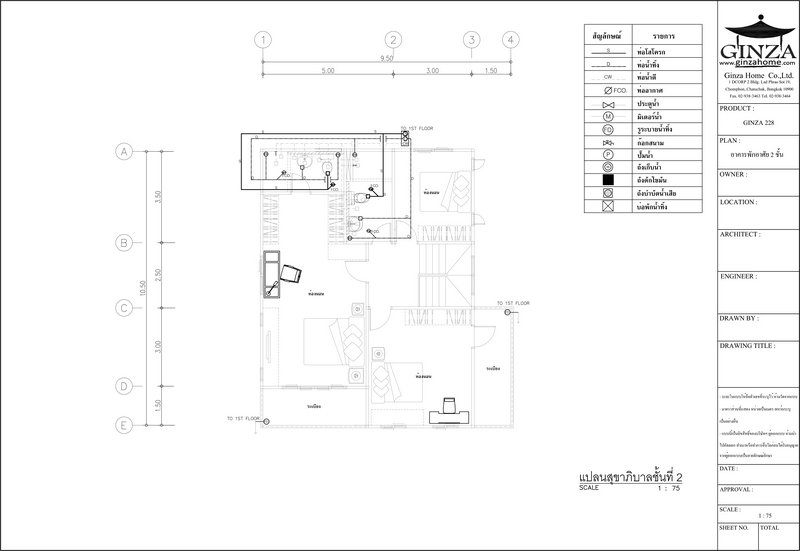 1
2
3
4
9.50
5.00
3.00
1.50
TO 1ST FLOOR
A
B
C
D
E
3.50
2.50
10.50
3.00
1.50
FCO.
FCO.
FCO.
ห้องนอน
ห้องนอน
ห้องนอน
ระเบียง
ระเบียง
TO 1ST FLOOR
TO 1ST FLOOR
แปลนสุขาภิบาลชั้นที่ 2
SCALE 1 : 75
สัญลักษณ์ รายการ
S ท่อโสโครก
D ท่อน้ำทิ้ง
CW ท่อน้ำดี
FCO. ท่ออากาศ
ประตูน้ำ
M มิเตอร์น้ำ
FD รูระบายน้ำทิ้ง
ก๊อกสนาม
P ปั๊มน้ำ
ถังเก็บน้ำ
ถังดักไขมัน
ถังบำบัดน้ำเสีย
บ่อพักน้ำทิ้ง
GINZA
www.ginzahome.com
Ginza Home Co.,Ltd.
1 DCORP 2 Bldg. Lad Phrao Soi 19,
Chomphon, Chatuchak, Bangkok 10900
Fax. 02-938-3463 Tel. 02-938-3464
PRODUCT :
GINZA 228
PLAN :
อาคารพักอาศัย 2 ชั้น
OWNER :
LOCATION :
ARCHITECT :
ENGINEER :
DRAWN BY :
DRAWING TITLE :
DATE :
APPROVAL :
SCALE :
1 : 75
SHEET NO. TOTAL